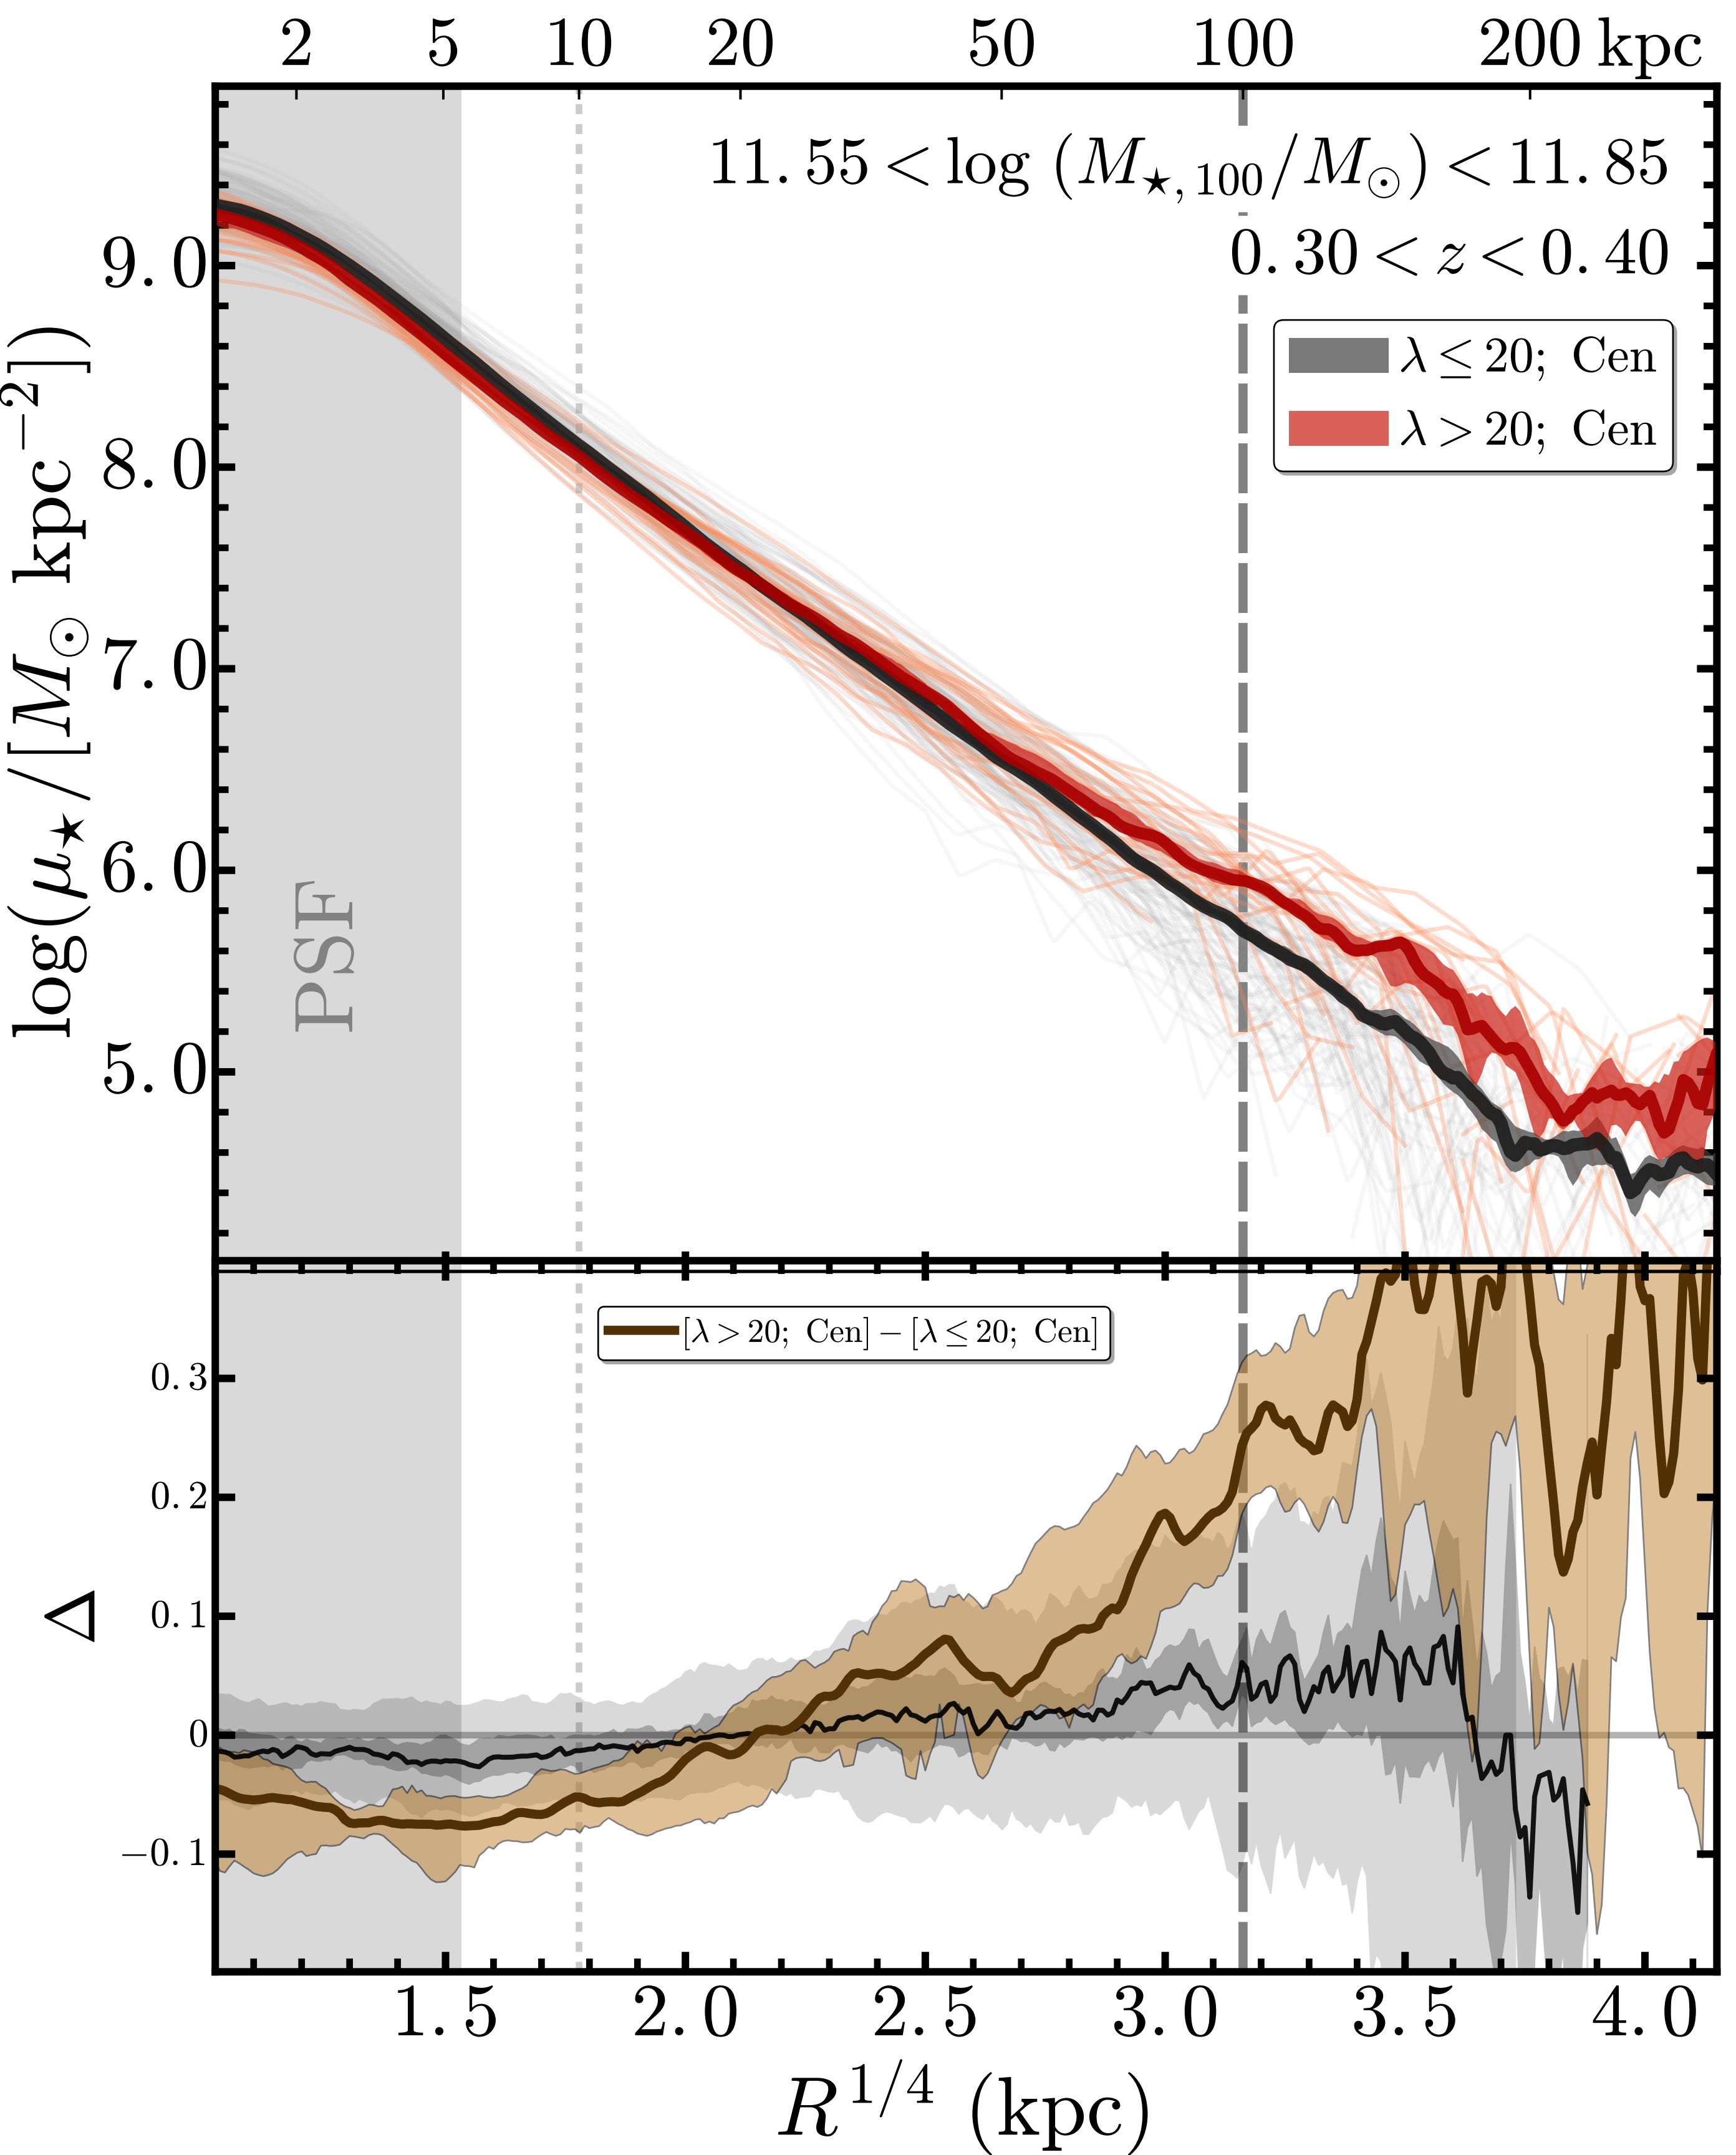 2 5 10 20 50 100 200 kpc
11.55 < log (M⋆,100/M⊙) < 11.85
0.30 < z < 0.40
λ ≤ 20; Cen
λ > 20; Cen
log(μ⋆/[M⊙ kpc−2])
9.0
8.0
7.0
6.0
5.0
PSF
[λ > 20; Cen] − [λ ≤ 20; Cen]
Δ
0.3
0.2
0.1
0
−0.1
1.5 2.0 2.5 3.0 3.5 4.0
R1/4 (kpc)